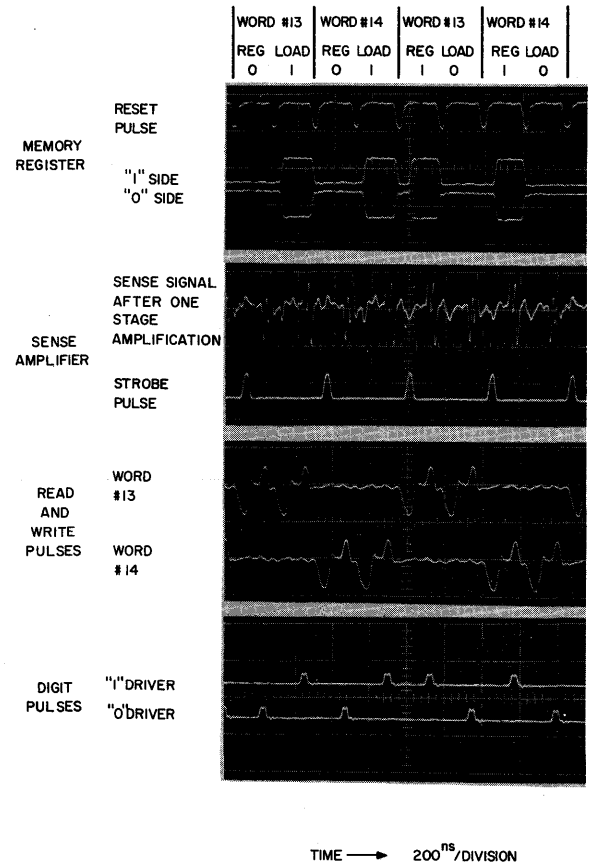 WORD #13 WORD #14 WORD #13 WORD #14
REG LOAD REG LOAD REG LOAD REG LOAD
0 1 0 1 1 0 1 0
RESET
PULSE
MEMORY
REGISTER
"1" SIDE
"0" SIDE
SENSE SIGNAL
AFTER ONE
STAGE
AMPLIFICATION
SENSE
AMPLIFIER
STROBE
PULSE
WORD
#13
READ
AND
WRITE
PULSES
WORD
#14
"1" DRIVER
"0" DRIVER
DIGIT
PULSES
TIME → 200ns/DIVISION